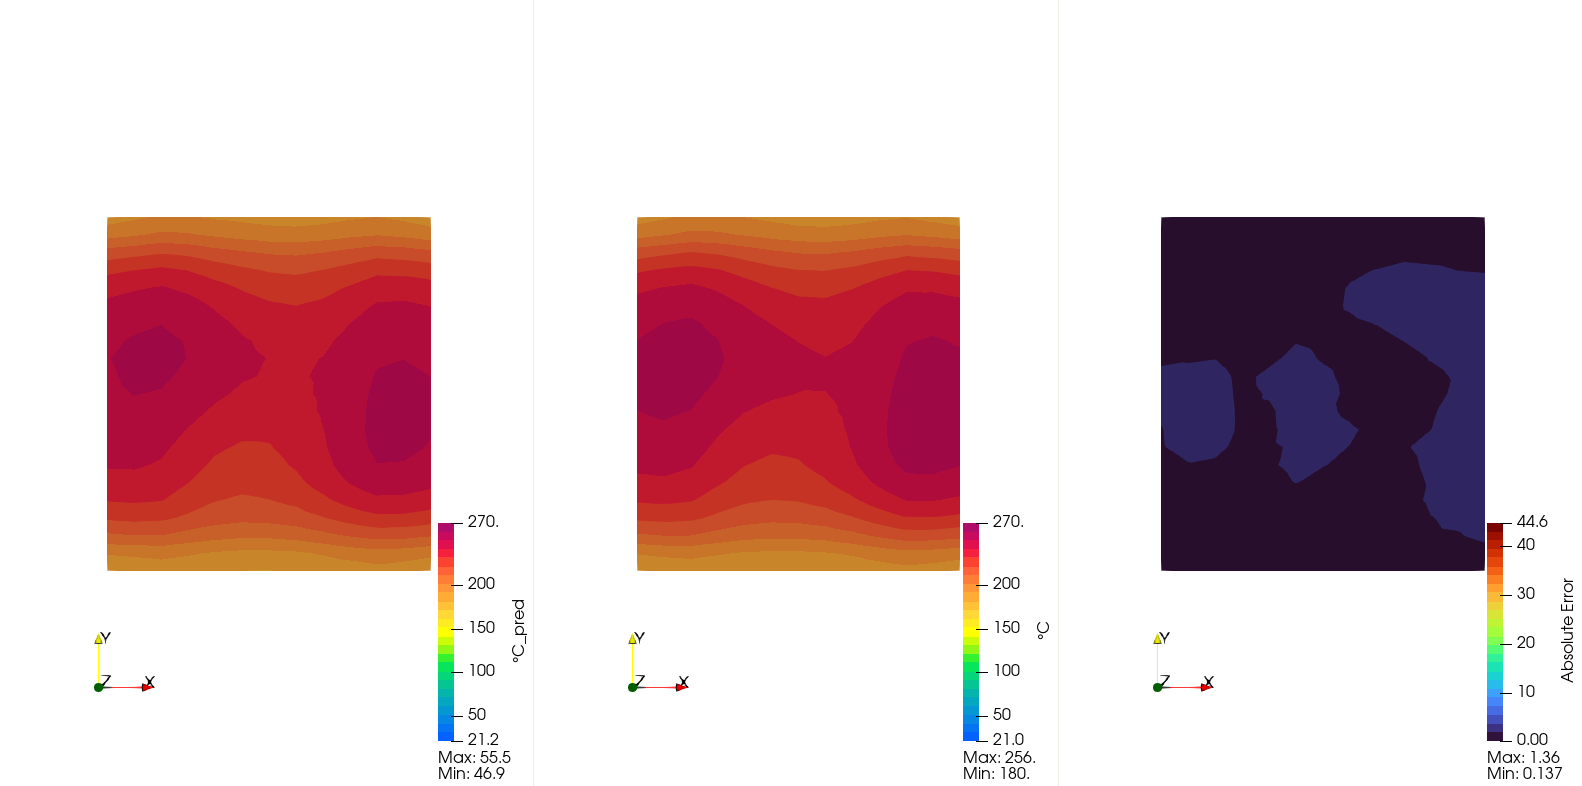 270.
200
150
100
50
21.2
°C_pred
Max: 55.5
Min: 46.9
Y
Z
X
270.
200
150
100
50
21.0
°C
Max: 256.
Min: 180.
Y
Z
X
44.6
40
30
20
10
0.00
Absolute Error
Max: 1.36
Min: 0.137
Y
Z
X